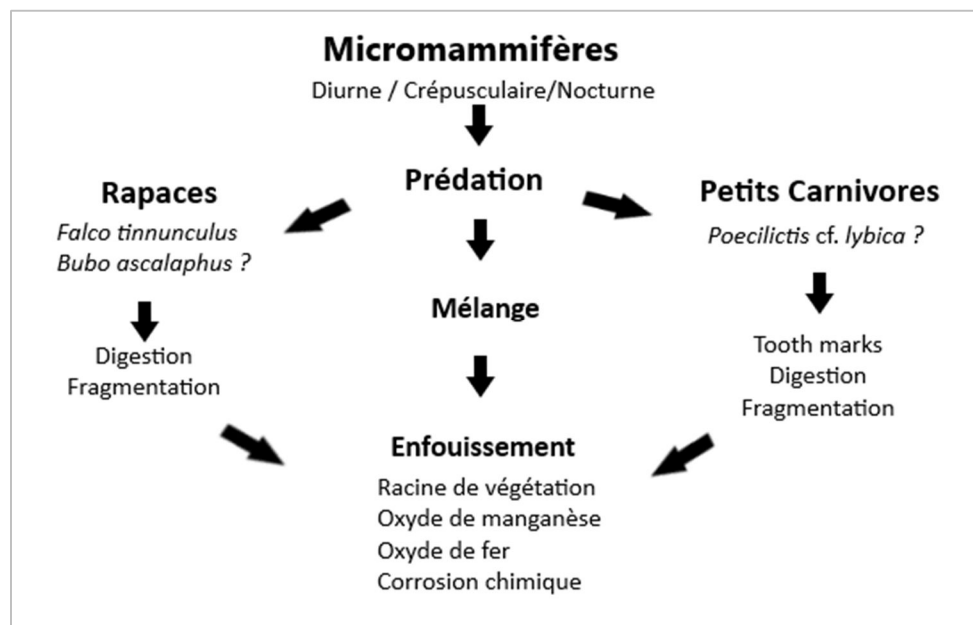 Micromammifères
Diurne / Crépusculaire/Nocturne
Prédation
Rapaces
Falco tinnunculus
Bubo ascalaphus ?
Petits Carnivores
Poecilictis cf. lybica ?
Mélange
Digestion
Fragmentation
Tooth marks
Digestion
Fragmentation
Enfouissement
Racine de végétation
Oxyde de manganèse
Oxyde de fer
Corrosion chimique